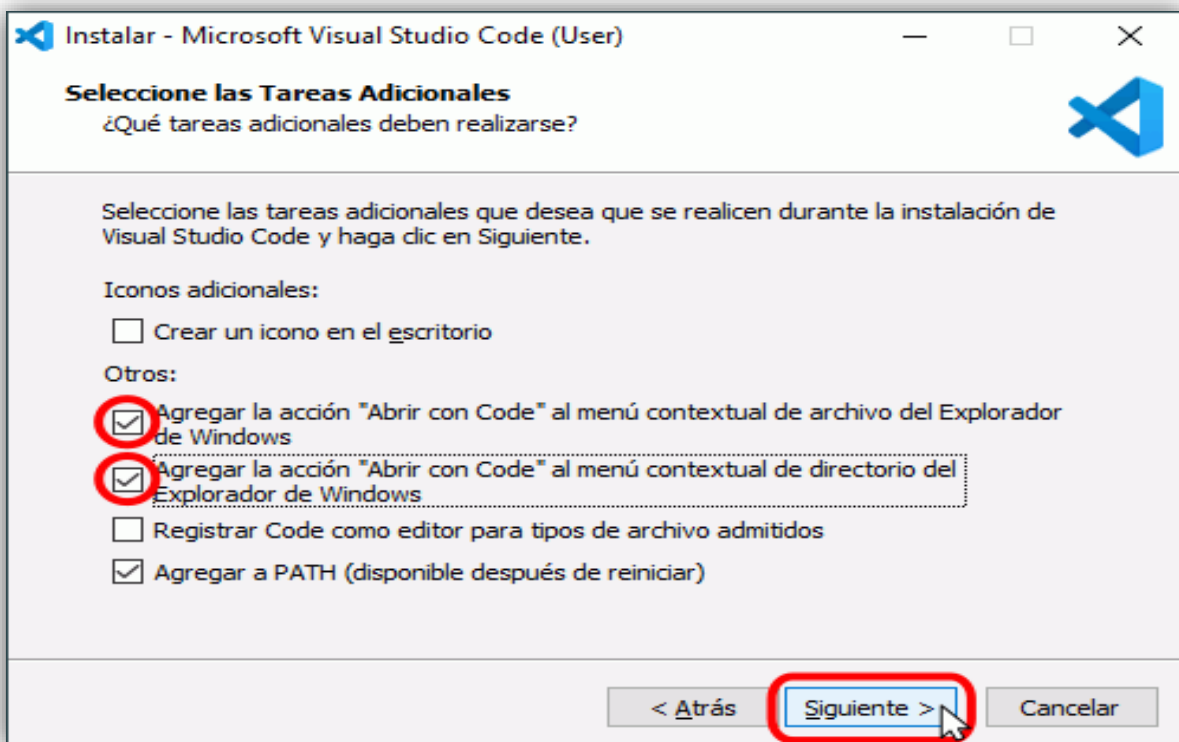 Instalar - Microsoft Visual Studio Code (User)
Seleccione las Tareas Adicionales
¿Qué tareas adicionales deben realizarse?
Seleccione las tareas adicionales que desea que se realicen durante la instalación de
Visual Studio Code y haga clic en Siguiente.
Iconos adicionales:
Crear un icono en el escritorio
Otros:
Agregar la acción "Abrir con Code" al menú contextual de archivo del Explorador
de Windows
Agregar la acción "Abrir con Code" al menú contextual de directorio del
Explorador de Windows
Registrar Code como editor para tipos de archivo admitidos
Agregar a PATH (disponible después de reiniciar)
< Atrás Siguiente > Cancelar